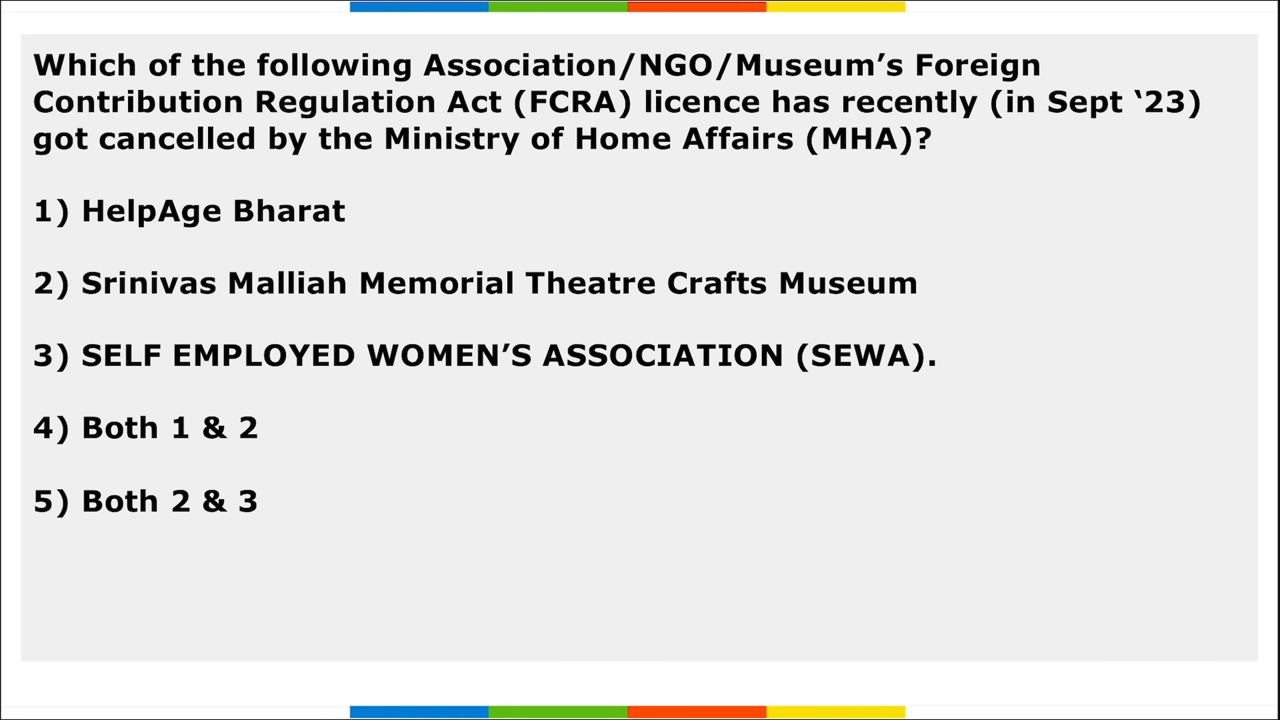 Which of the following Association/NGO/Museum’s Foreign
Contribution Regulation Act (FCRA) licence has recently (in Sept ‘23)
got cancelled by the Ministry of Home Affairs (MHA)?
1) HelpAge Bharat
2) Srinivas Malliah Memorial Theatre Crafts Museum
3) SELF EMPLOYED WOMEN’S ASSOCIATION (SEWA).
4) Both 1 & 2
5) Both 2 & 3